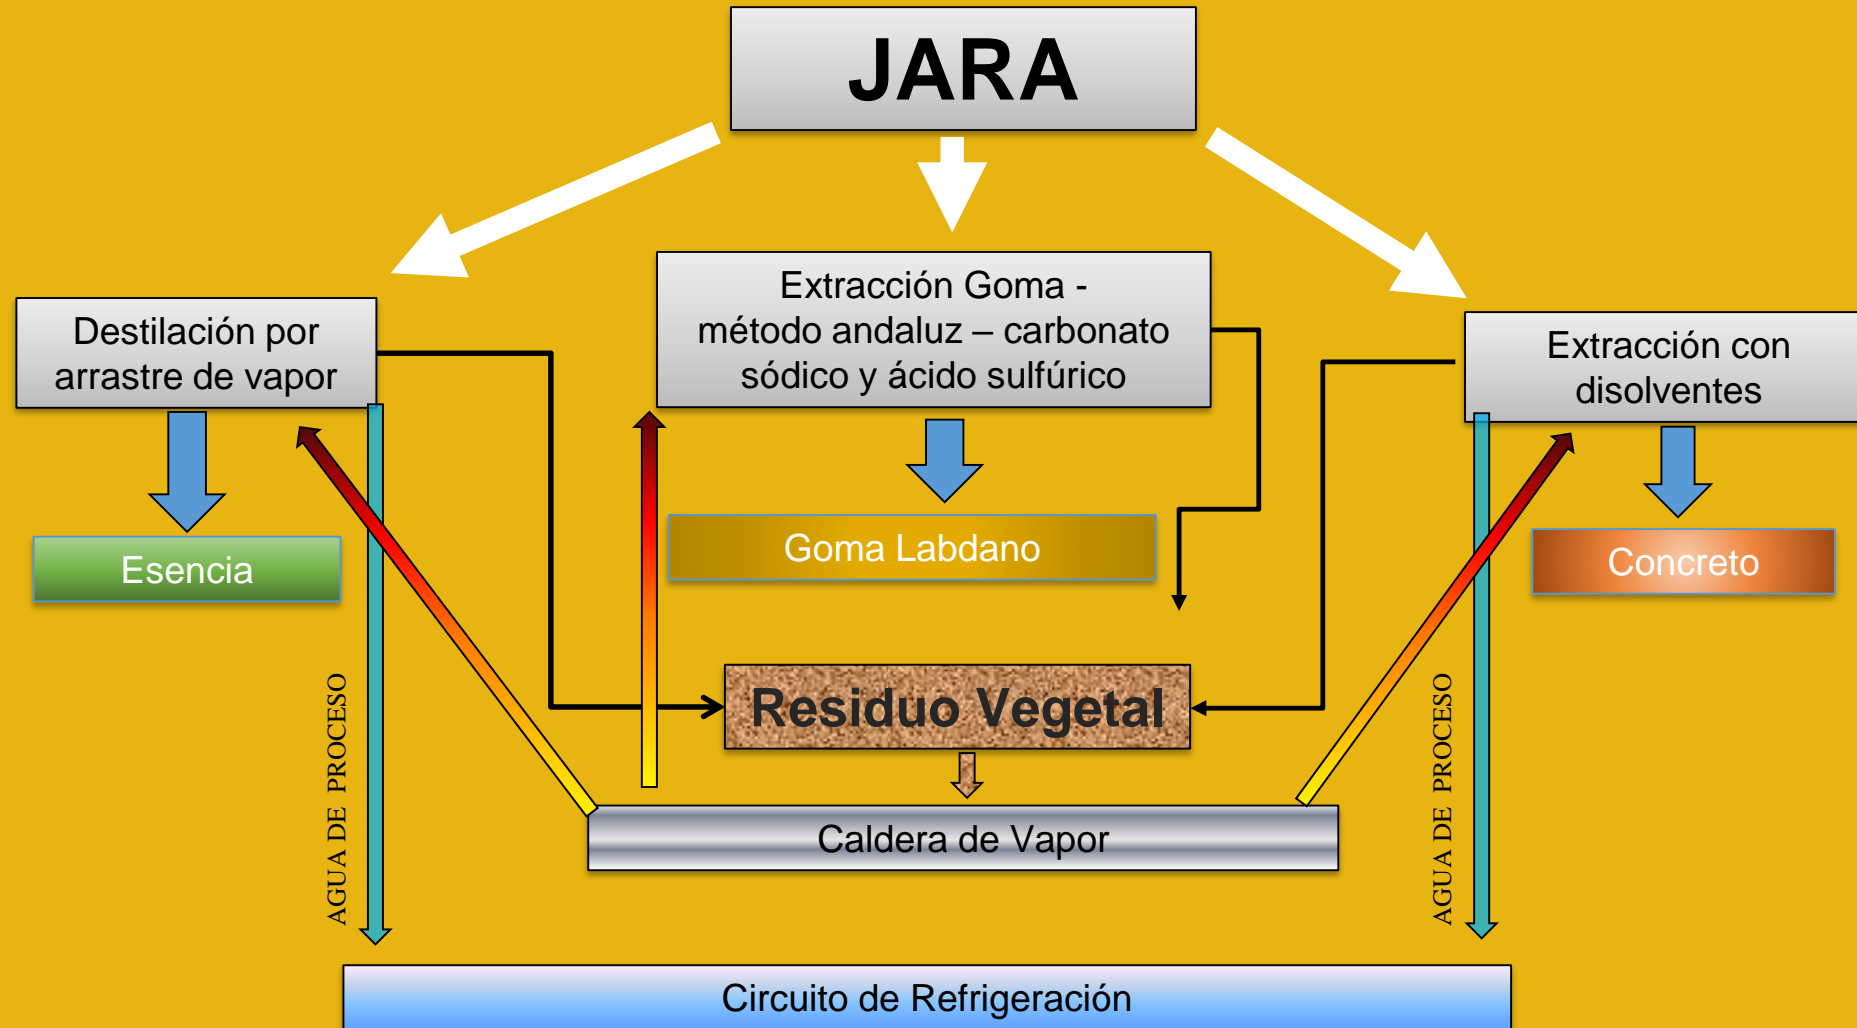 JARA
Destilación por
arrastre de vapor
Extracción Goma -
método andaluz – carbonato
sódico y ácido sulfúrico
Extracción con
disolventes
Esencia
Goma Labdano
Concreto
Residuo Vegetal
AGUA DE PROCESO
AGUA DE PROCESO
Caldera de Vapor
Circuito de Refrigeración